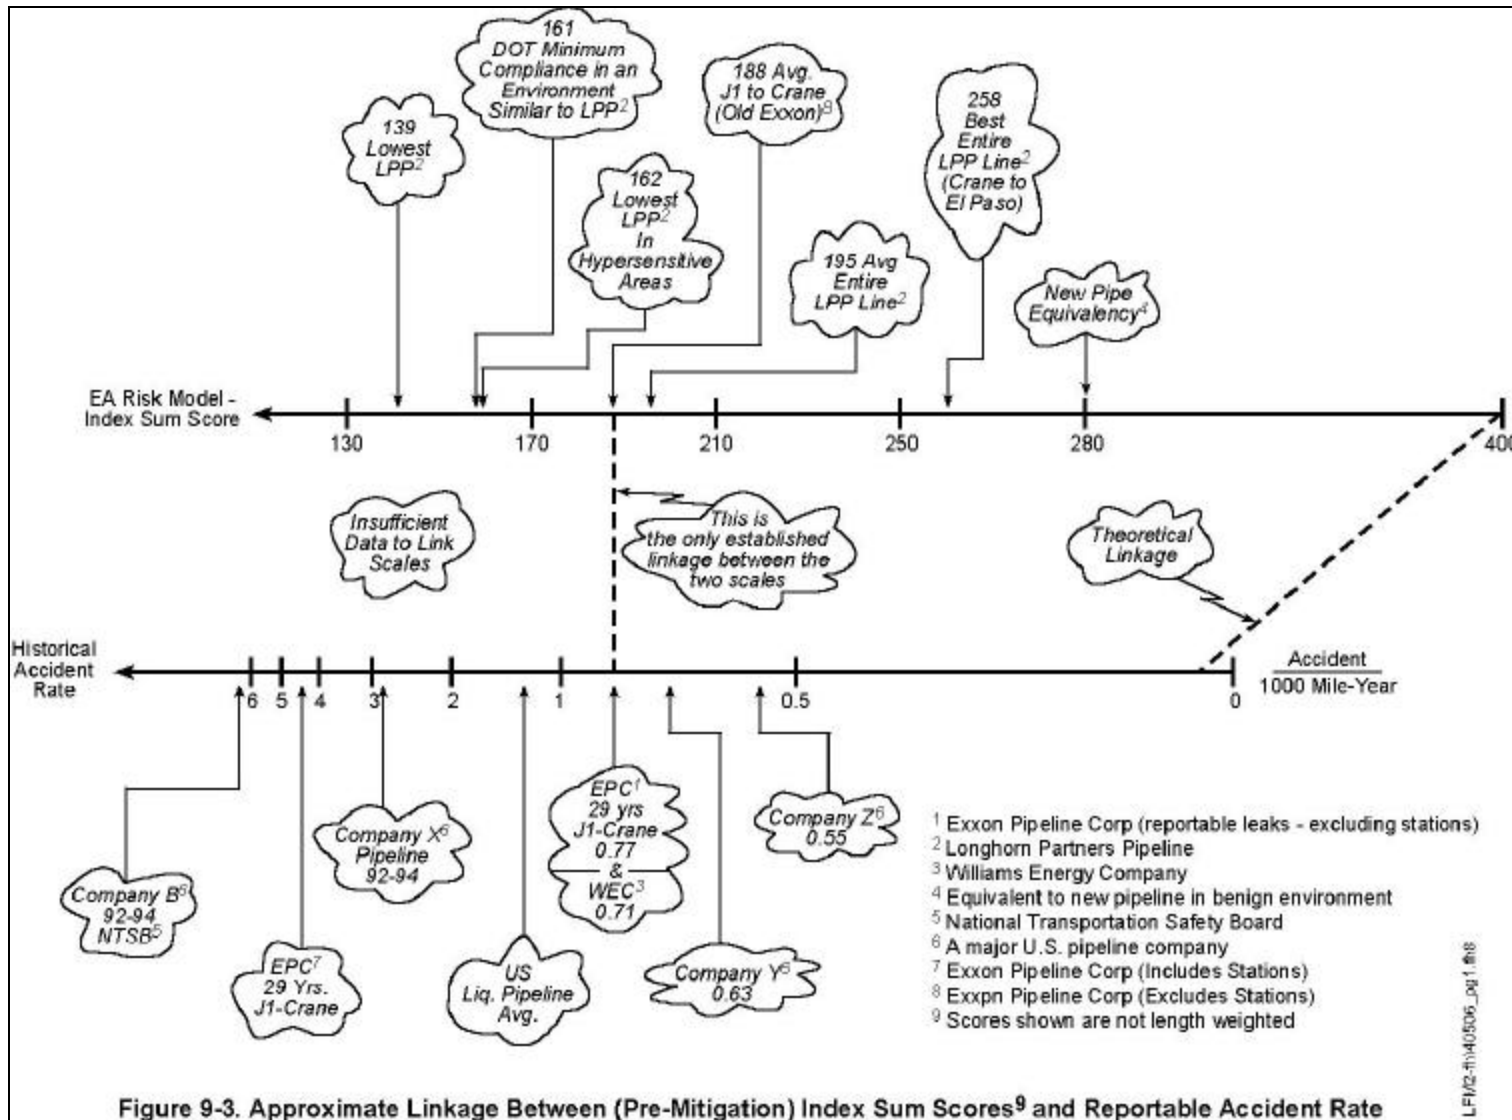 161
DOT Minimum
Compliance in an
Environment
Similar to LPP2
188 Avg.
J1 to Crane
(Old Exxon)8
258
Best
Entire
LPP Line2
(Crane to
El Paso)
139
Lowest
LPP2
162
Lowest
LPP2
In
Hypersensitive
Areas
195 Avg
Entire
LPP Line2
New Pipe
Equivalency4
EA Risk Model -
Index Sum Score
130
170
210
250
280
400
Insufficient
Data to Link
Scales
This is
the only established
linkage between the
two scales
Theoretical
Linkage
Historical
Accident
Rate
6
5
4
3
2
1
0.5
0
Accident
1000 Mile-Year
Company B6
92-94
NTSB5
EPC7
29 Yrs.
J1-Crane
Company X6
Pipeline
92-94
US
Liq. Pipeline
Avg.
EPC1
29 yrs
J1-Crane
0.77
&
WEC3
0.71
Company Y6
0.63
Company Z6
0.55
1 Exxon Pipeline Corp (reportable leaks - excluding stations)
2 Longhorn Partners Pipeline
3 Williams Energy Company
4 Equivalent to new pipeline in benign environment
5 National Transportation Safety Board
6 A major U.S. pipeline company
7 Exxon Pipeline Corp (Includes Stations)
8 Exxpn Pipeline Corp (Excludes Stations)
9 Scores shown are not length weighted
Figure 9-3. Approximate Linkage Between (Pre-Mitigation) Index Sum Scores9 and Reportable Accident Rate